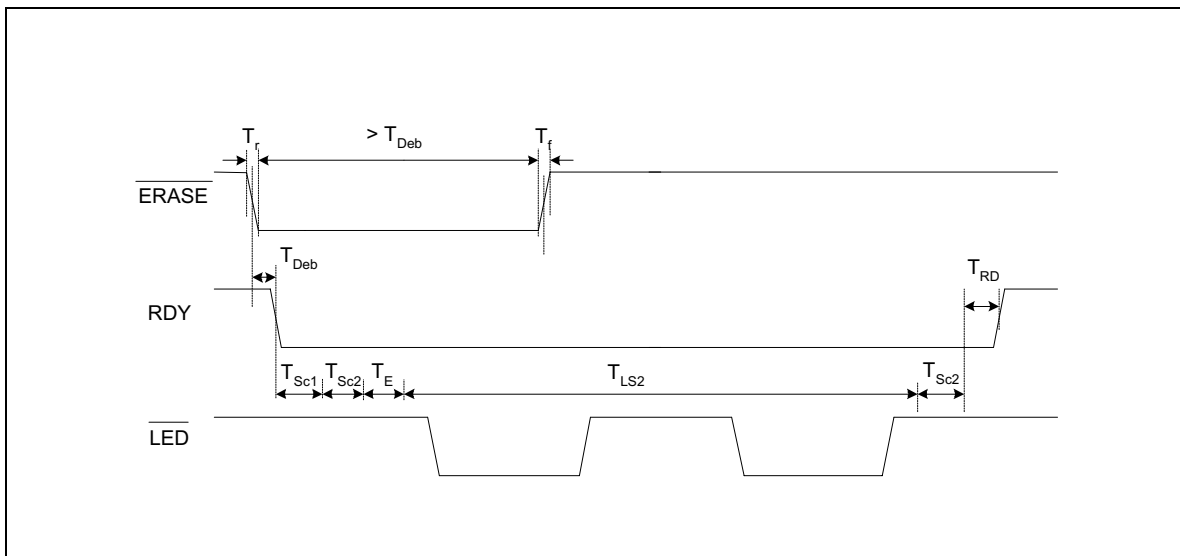 T_r > T_Deb T_f
ERASE
T_Deb T_RD
RDY
T_Sc1 T_Sc2 T_E T_LS2 T_Sc2
LED